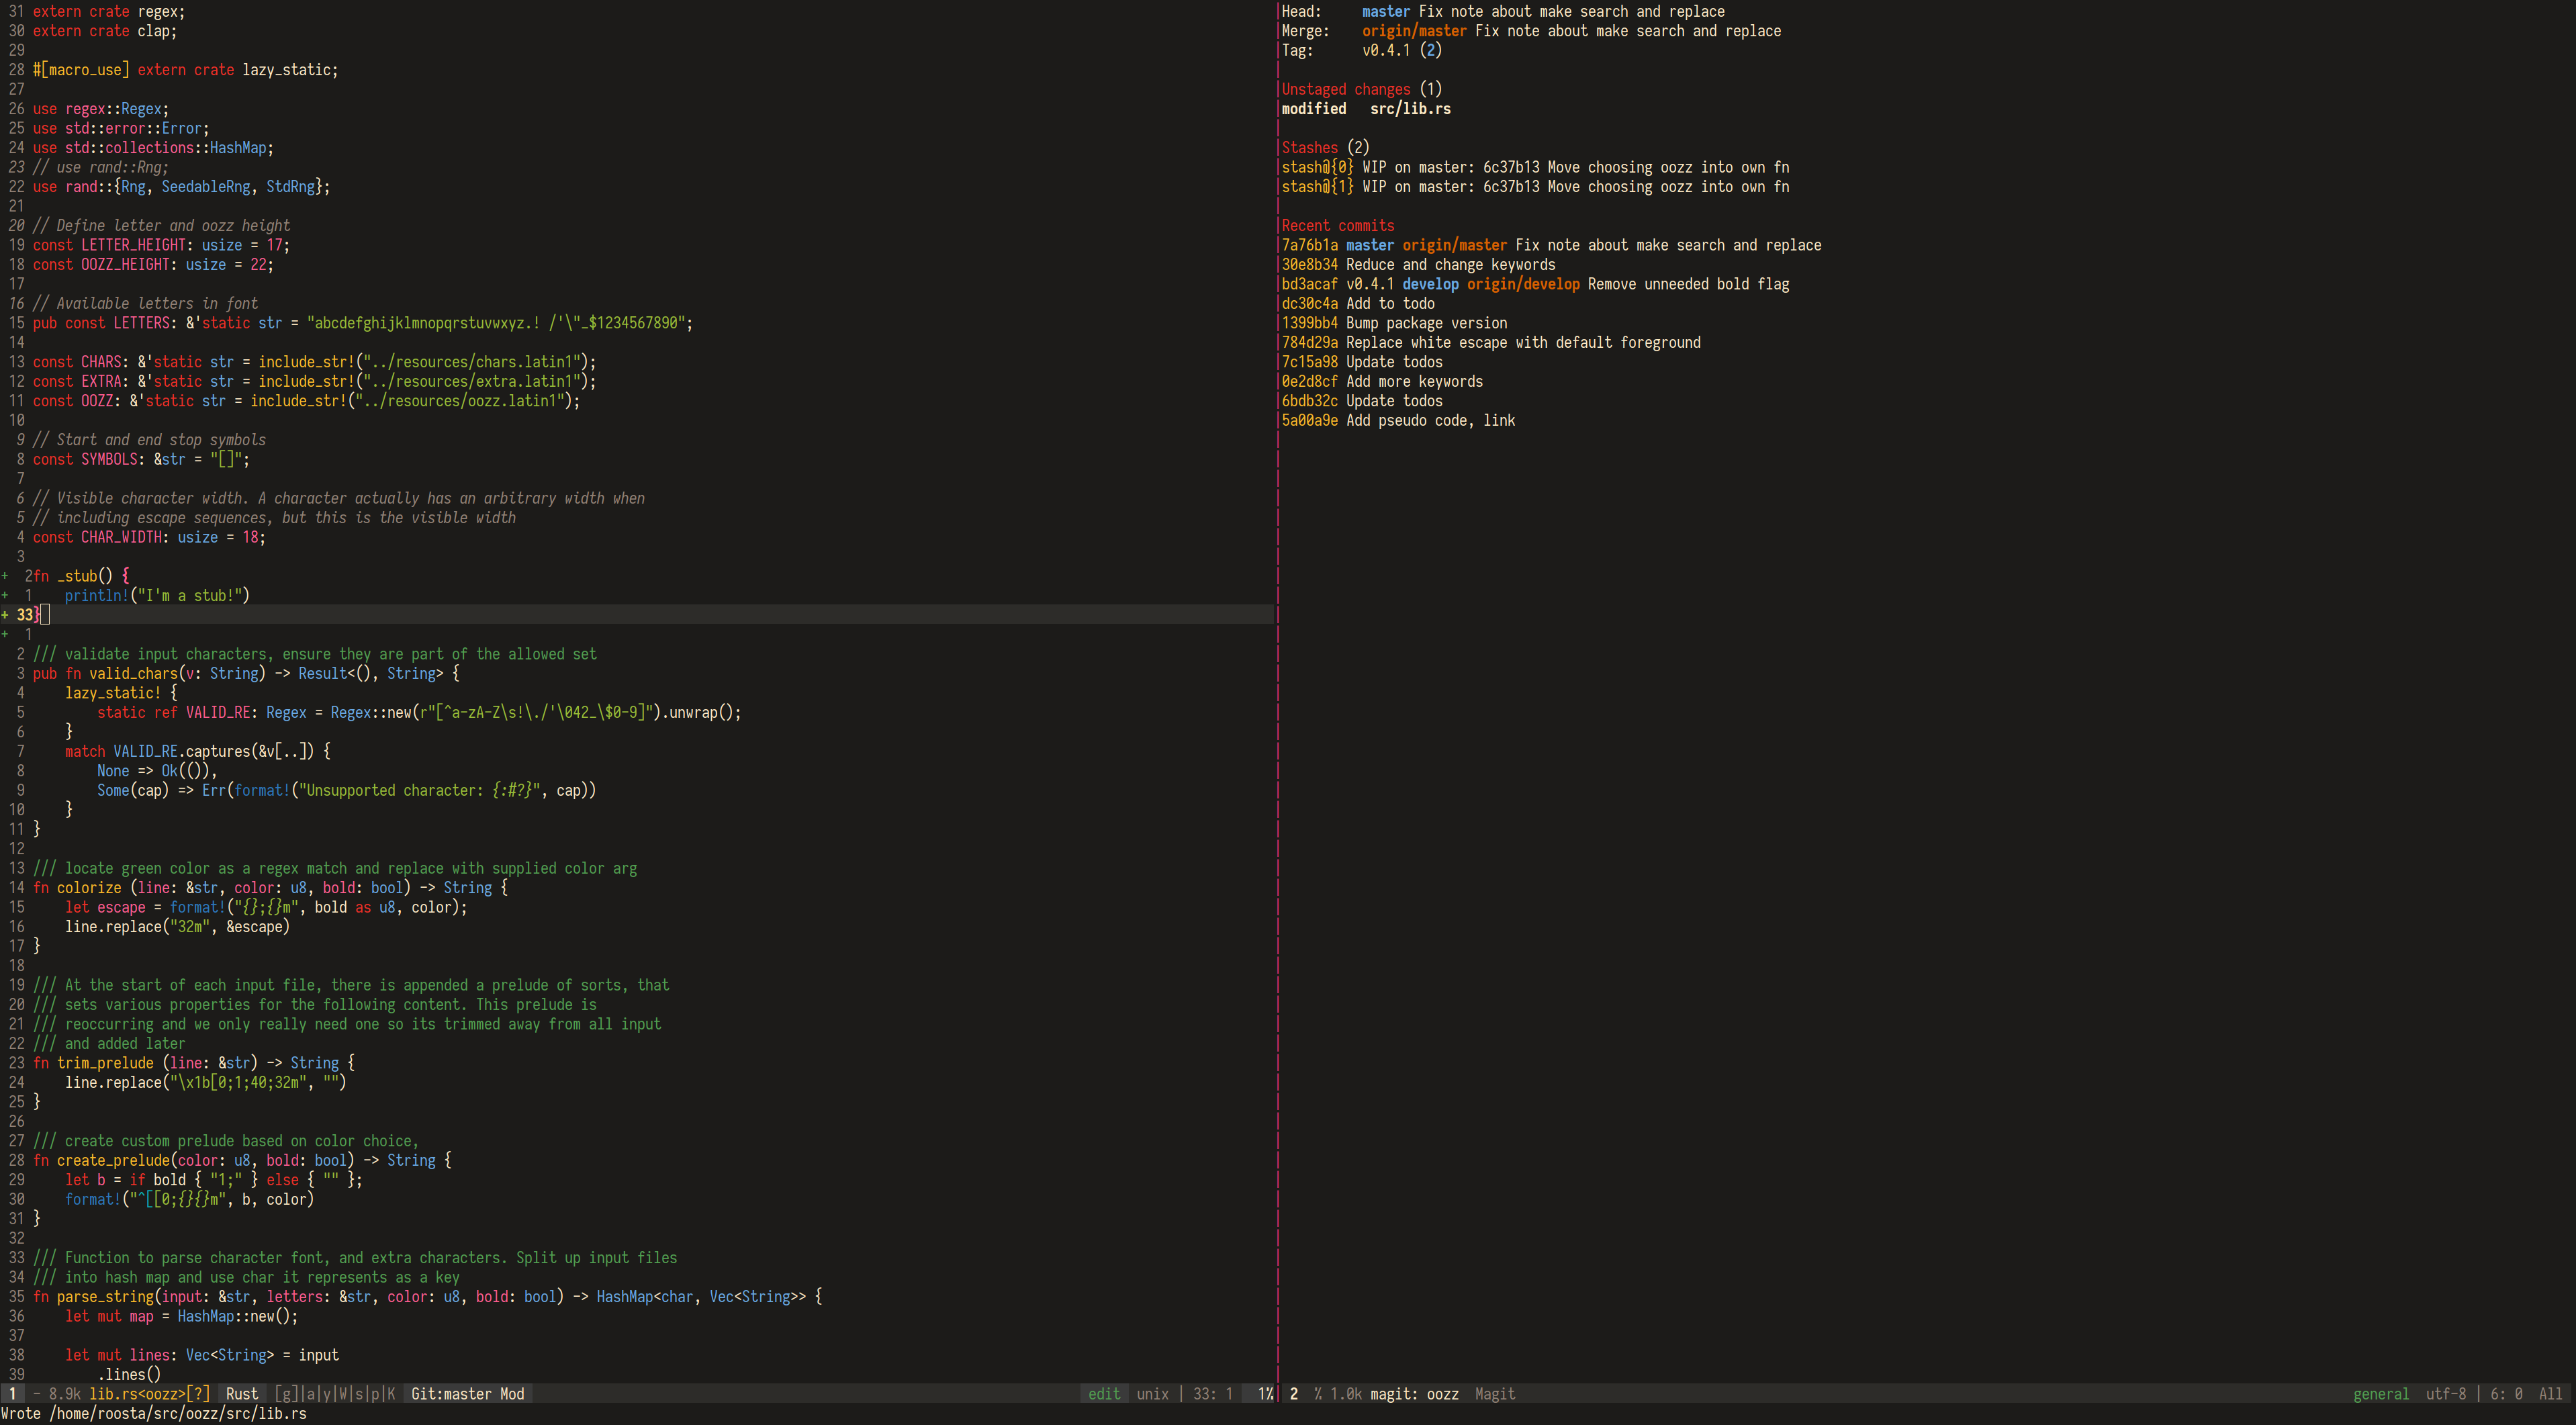 31 extern crate regex;
30 extern crate clap;
29
28 #[macro_use] extern crate lazy_static;
27
26 use regex::Regex;
25 use std::error::Error;
24 use std::collections::HashMap;
23 // use rand::Rng;
22 use rand::{Rng, SeedableRng, StdRng};
21
20 // Define letter and oozz height
19 const LETTER_HEIGHT: usize = 17;
18 const OOZZ_HEIGHT: usize = 22;
17
16 // Available letters in font
15 pub const LETTERS: &'static str = "abcdefghijklmnopqrstuvwxyz.! /'\"_$1234567890";
14
13 const CHARS: &'static str = include_str!("../resources/chars.latin1");
12 const EXTRA: &'static str = include_str!("../resources/extra.latin1");
11 const OOZZ: &'static str = include_str!("../resources/oozz.latin1");
10
9 // Start and end stop symbols
8 const SYMBOLS: &str = "[]";
7
6 // Visible character width. A character actually has an arbitrary width when
5 // including escape sequences, but this is the visible width
4 const CHAR_WIDTH: usize = 18;
3
+ 2fn _stub() {
+ 1    println!("I'm a stub!")
+ 33}
+ 1
2 /// validate input characters, ensure they are part of the allowed set
3 pub fn valid_chars(v: String) -> Result<(), String> {
4     lazy_static! {
5         static ref VALID_RE: Regex = Regex::new(r"[^a-zA-Z\s!\./'\042_\$0-9]").unwrap();
6     }
7     match VALID_RE.captures(&v[..]) {
8         None => Ok(()),
9         Some(cap) => Err(format!("Unsupported character: {:#?}", cap))
10     }
11 }
12
13 /// locate green color as a regex match and replace with supplied color arg
14 fn colorize (line: &str, color: u8, bold: bool) -> String {
15     let escape = format!("{};{}m", bold as u8, color);
16     line.replace("32m", &escape)
17 }
18
19 /// At the start of each input file, there is appended a prelude of sorts, that
20 /// sets various properties for the following content. This prelude is
21 /// reoccurring and we only really need one so its trimmed away from all input
22 /// and added later
23 fn trim_prelude (line: &str) -> String {
24     line.replace("\x1b[0;1;40;32m", "")
25 }
26
27 /// create custom prelude based on color choice,
28 fn create_prelude(color: u8, bold: bool) -> String {
29     let b = if bold { "1;" } else { "" };
30     format!("^[[0;{}{}m", b, color)
31 }
32
33 /// Function to parse character font, and extra characters. Split up input files
34 /// into hash map and use char it represents as a key
35 fn parse_string(input: &str, letters: &str, color: u8, bold: bool) -> HashMap<char, Vec<String>> {
36     let mut map = HashMap::new();
37
38     let mut lines: Vec<String> = input
39         .lines()
1 - 8.9k lib.rs<oozz>[?] Rust [g]|a|y|W|s|p|K Git:master Mod edit unix | 33: 1 1%
Wrote /home/roosta/src/oozz/src/lib.rs
Head:     master Fix note about make search and replace
Merge:    origin/master Fix note about make search and replace
Tag:      v0.4.1 (2)
Unstaged changes (1)
modified   src/lib.rs
Stashes (2)
stash@{0} WIP on master: 6c37b13 Move choosing oozz into own fn
stash@{1} WIP on master: 6c37b13 Move choosing oozz into own fn
Recent commits
7a76b1a master origin/master Fix note about make search and replace
30e8b34 Reduce and change keywords
bd3acaf v0.4.1 develop origin/develop Remove unneeded bold flag
dc30c4a Add to todo
1399bb4 Bump package version
784d29a Replace white escape with default foreground
7c15a98 Update todos
0e2d8cf Add more keywords
6bdb32c Update todos
5a00a9e Add pseudo code, link
2 % 1.0k magit: oozz Magit general utf-8 | 6: 0 All